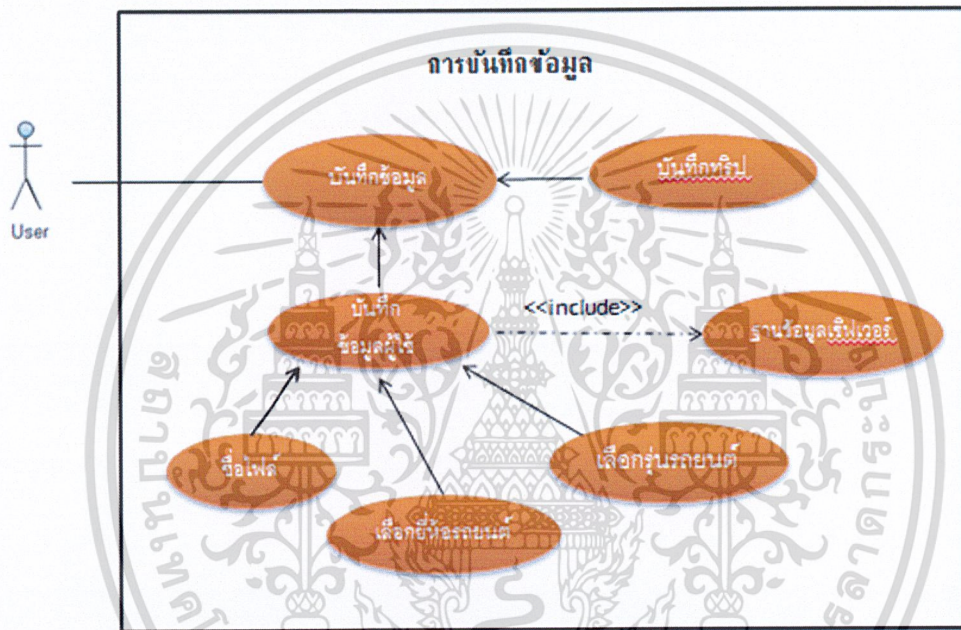 การบันทึกข้อมูล
บันทึกข้อมูล
บันทึกทริป
User
บันทึก
ข้อมูลผู้ใช้
<<include>>
ฐานข้อมูลเซิฟเวอร์
ชื่อไฟล์
เลือกยี่ห้อรถยนต์
เลือกรุ่นรถยนต์